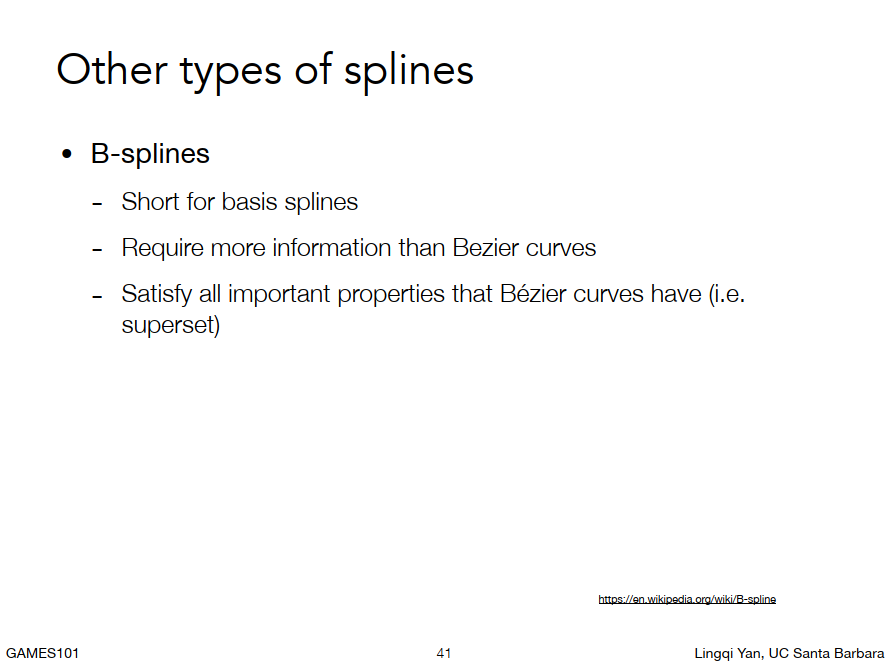 Other types of splines
• B-splines
- Short for basis splines
- Require more information than Bezier curves
- Satisfy all important properties that Bézier curves have (i.e.
superset)
https://en.wikipedia.org/wiki/B-spline
GAMES101
41
Lingqi Yan, UC Santa Barbara